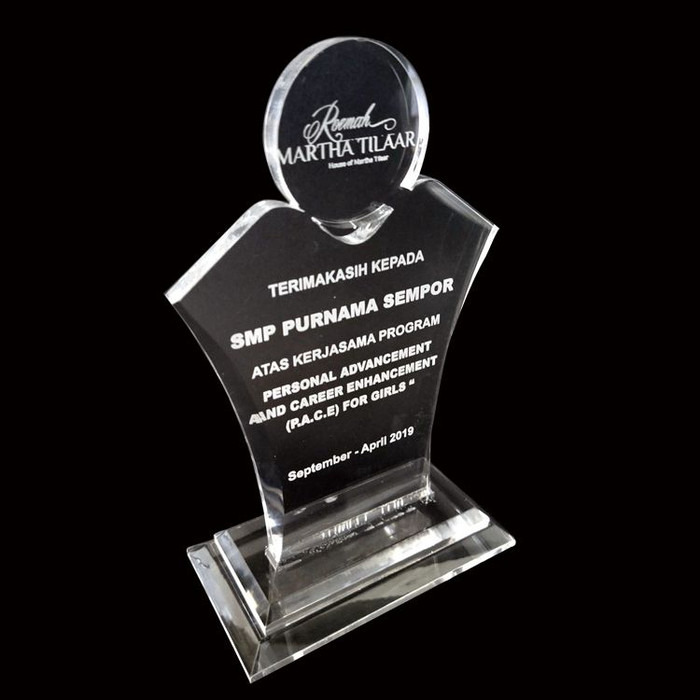 Roemah
MARTHA TILAAR
House of Martha Tilaar
TERIMAKASIH KEPADA
SMP PURNAMA SEMPOR
ATAS KERJASAMA PROGRAM
PERSONAL ADVANCEMENT
AND CAREER ENHANCEMENT
(P.A.C.E) FOR GIRLS “
September - April 2019